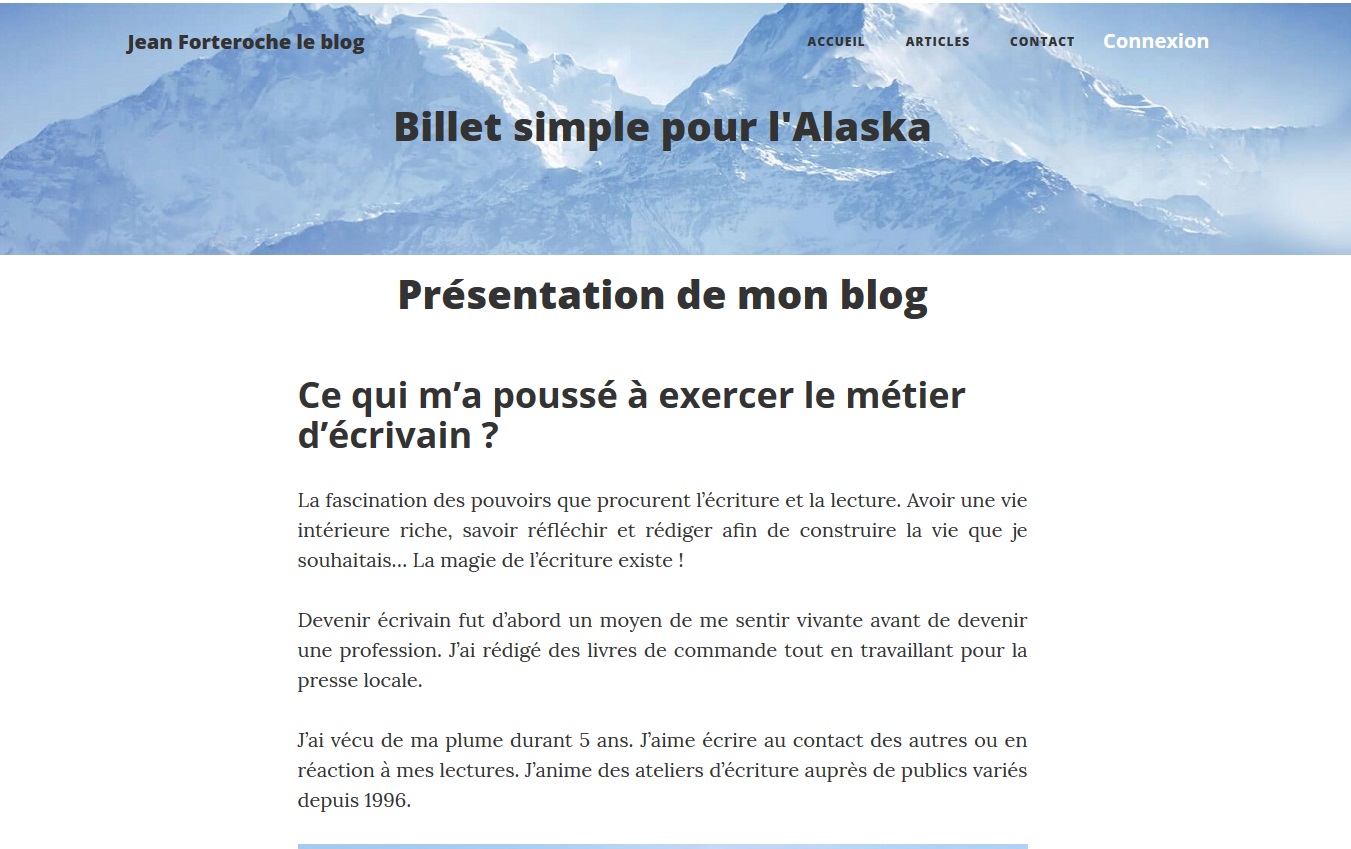 Jean Forteroche le blog
ACCUEIL ARTICLES CONTACT Connexion
Billet simple pour l'Alaska
Présentation de mon blog
Ce qui m’a poussé à exercer le métier
d’écrivain ?
La fascination des pouvoirs que procurent l’écriture et la lecture. Avoir une vie
intérieure riche, savoir réfléchir et rédiger afin de construire la vie que je
souhaitais… La magie de l’écriture existe !
Devenir écrivain fut d’abord un moyen de me sentir vivante avant de devenir
une profession. J’ai rédigé des livres de commande tout en travaillant pour la
presse locale.
J’ai vécu de ma plume durant 5 ans. J’aime écrire au contact des autres ou en
réaction à mes lectures. J’anime des ateliers d’écriture auprès de publics variés
depuis 1996.